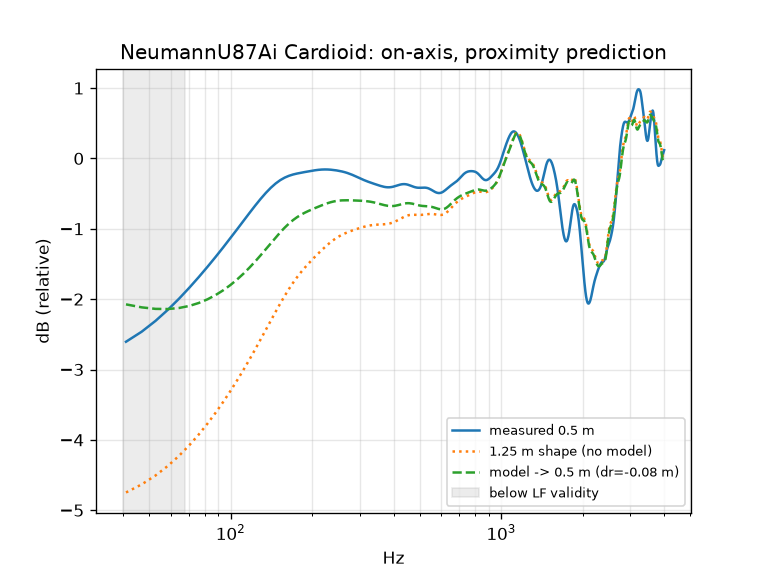 NeumannU87Ai Cardioid: on-axis, proximity prediction
dB (relative)
1
0
−1
−2
−3
−4
−5
measured 0.5 m
1.25 m shape (no model)
model -> 0.5 m (dr=-0.08 m)
below LF validity
10²
10³
Hz